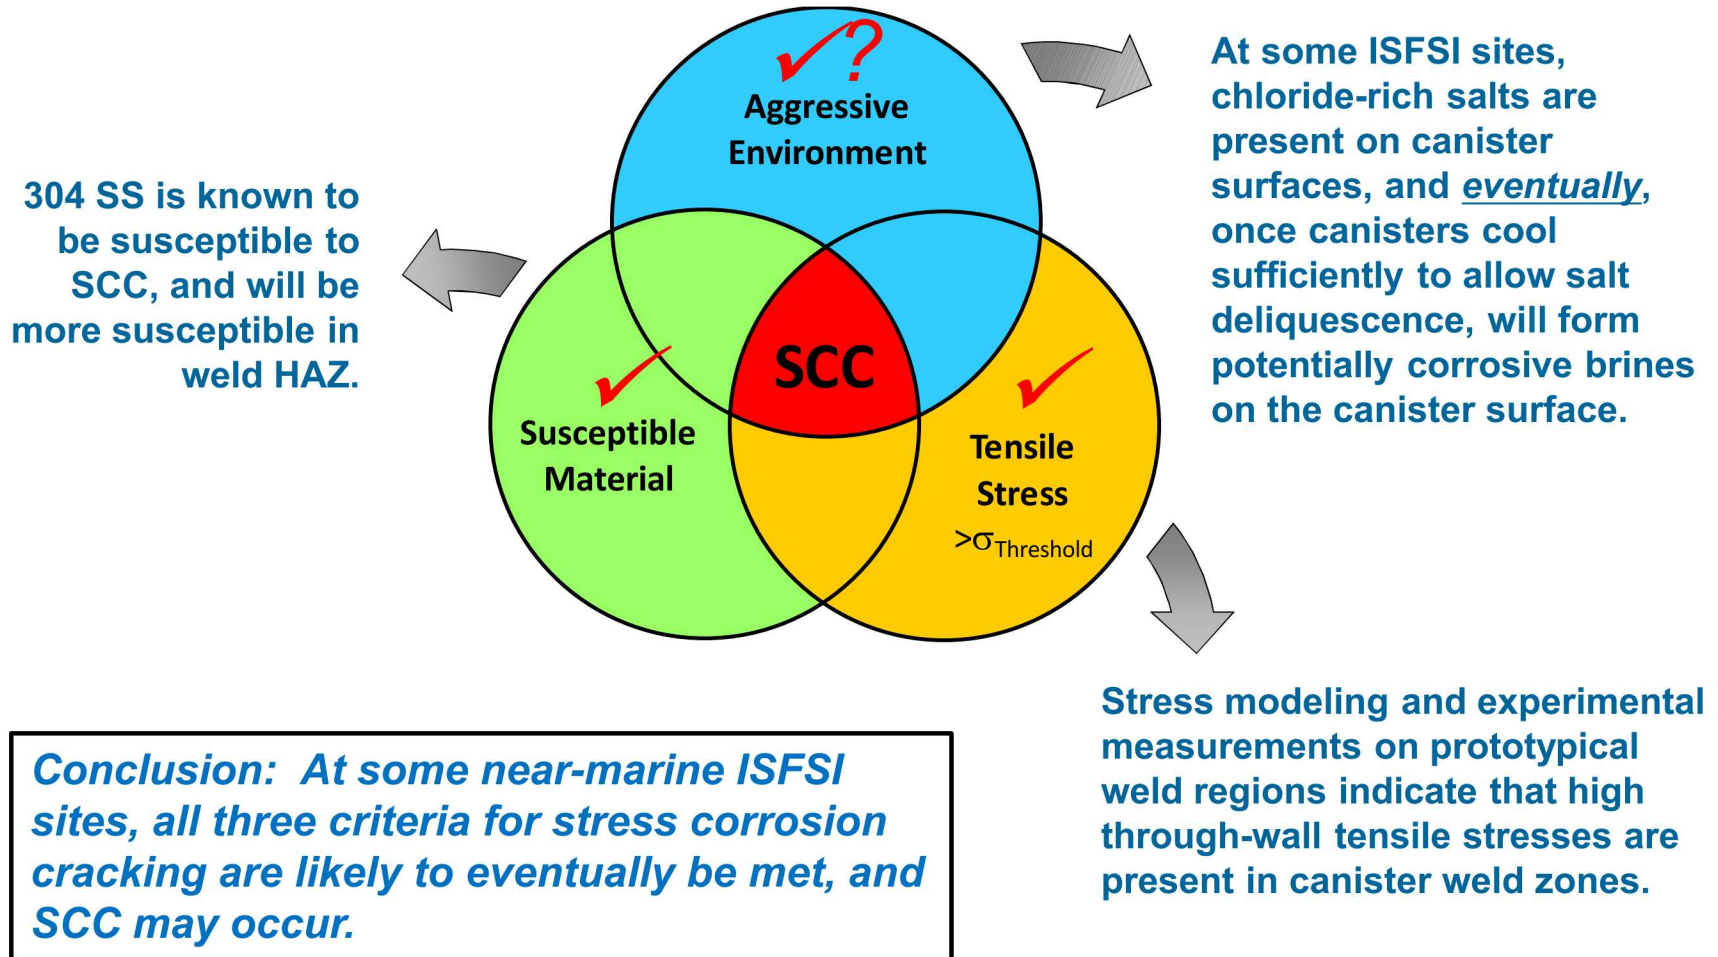 ✓?
Aggressive
Environment
At some ISFSI sites,
chloride-rich salts are
present on canister
surfaces, and eventually,
once canisters cool
sufficiently to allow salt
deliquescence, will form
potentially corrosive brines
on the canister surface.
304 SS is known to
be susceptible to
SCC, and will be
more susceptible in
weld HAZ.
SCC
✓
Susceptible
Material
✓
Tensile
Stress
>σThreshold
Stress modeling and experimental
measurements on prototypical
weld regions indicate that high
through-wall tensile stresses are
present in canister weld zones.
Conclusion: At some near-marine ISFSI
sites, all three criteria for stress corrosion
cracking are likely to eventually be met, and
SCC may occur.